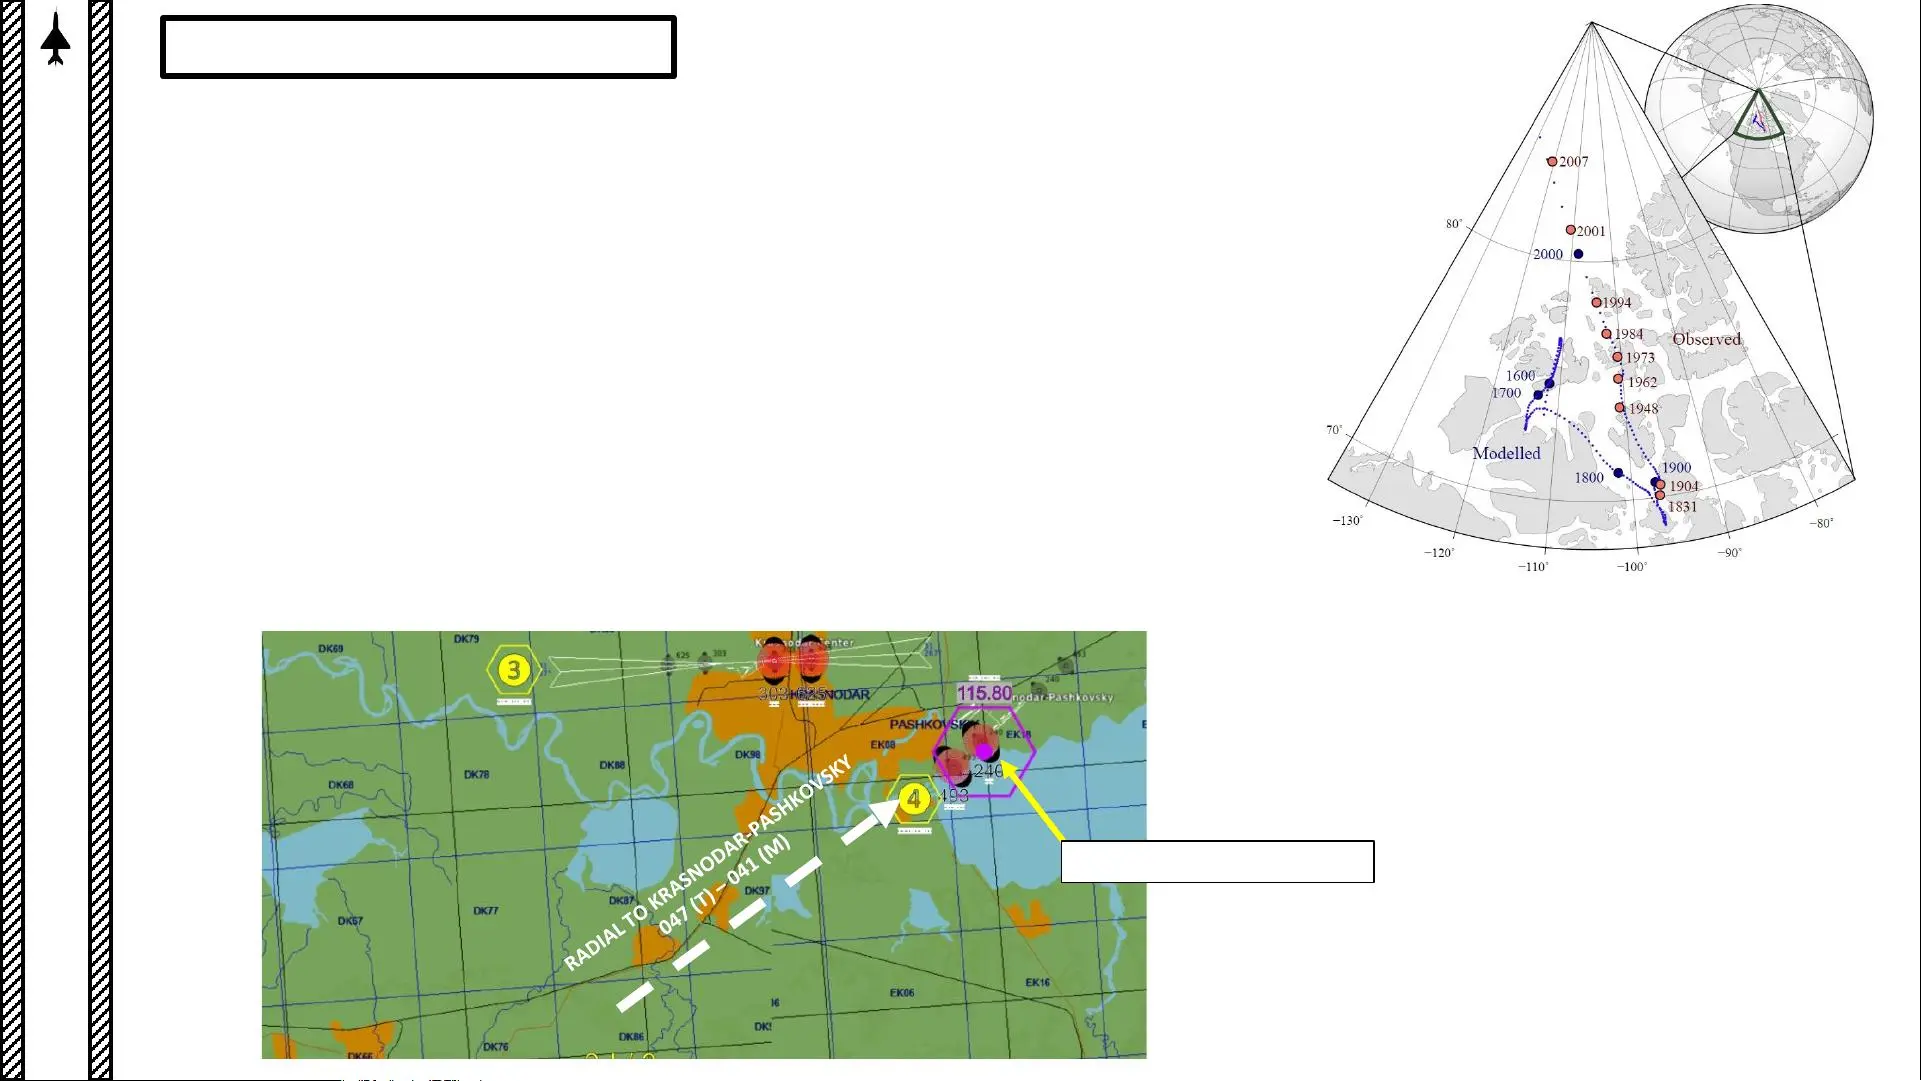 2007
80°
2001
2000
1994
1984
Observed
1973
1600
1962
1700
1948
70°
Modelled
1900
1800
1904
1831
−130°
−80°
−120°
−90°
−110°
−100°
DK79
DK69
3
625
303
303
KRASNODAR
115.80
nodar-Pashkovsky
240
PASHKOVSKY
EK18
EK08
DK98
DK88
DK78
DK68
240
4
493
RADIAL TO KRASNODAR-PASHKOVSKY
047 (T) – 041 (M)
DK97
DK87
DK77
DK67
EK16
EK06
DK86
DK76
DK66